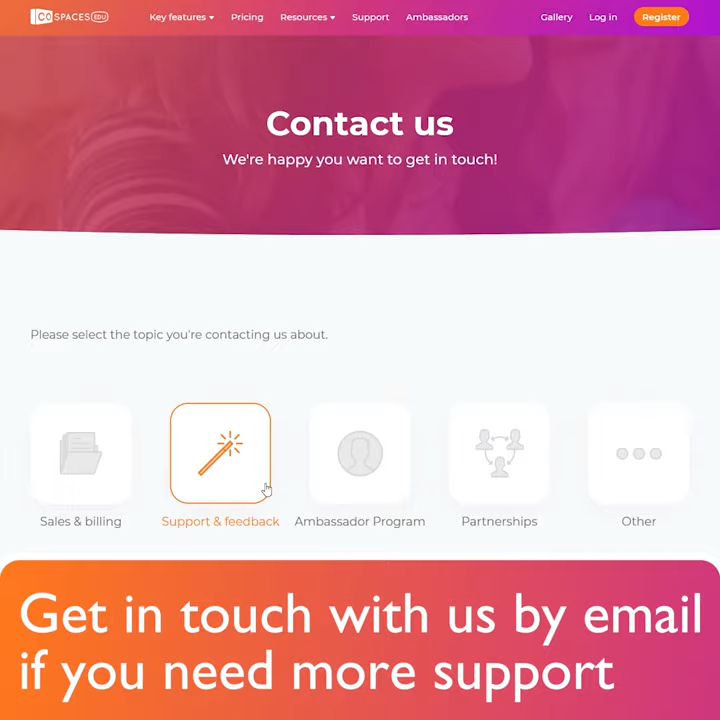 COSPACES EDU
Key features Pricing Resources Support Ambassadors Gallery Log in Register
Contact us
We're happy you want to get in touch!
Please select the topic you're contacting us about.
Sales & billing Support & feedback Ambassador Program Partnerships Other
Get in touch with us by email
if you need more support